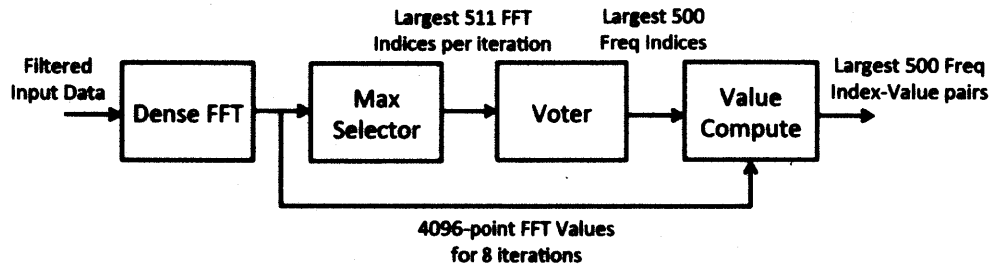 Largest 511 FFT
Indices per iteration
Largest 500
Freq Indices
Filtered
Input Data
Dense FFT
Max
Selector
Voter
Value
Compute
Largest 500 Freq
Index-Value pairs
4096-point FFT Values
for 8 iterations